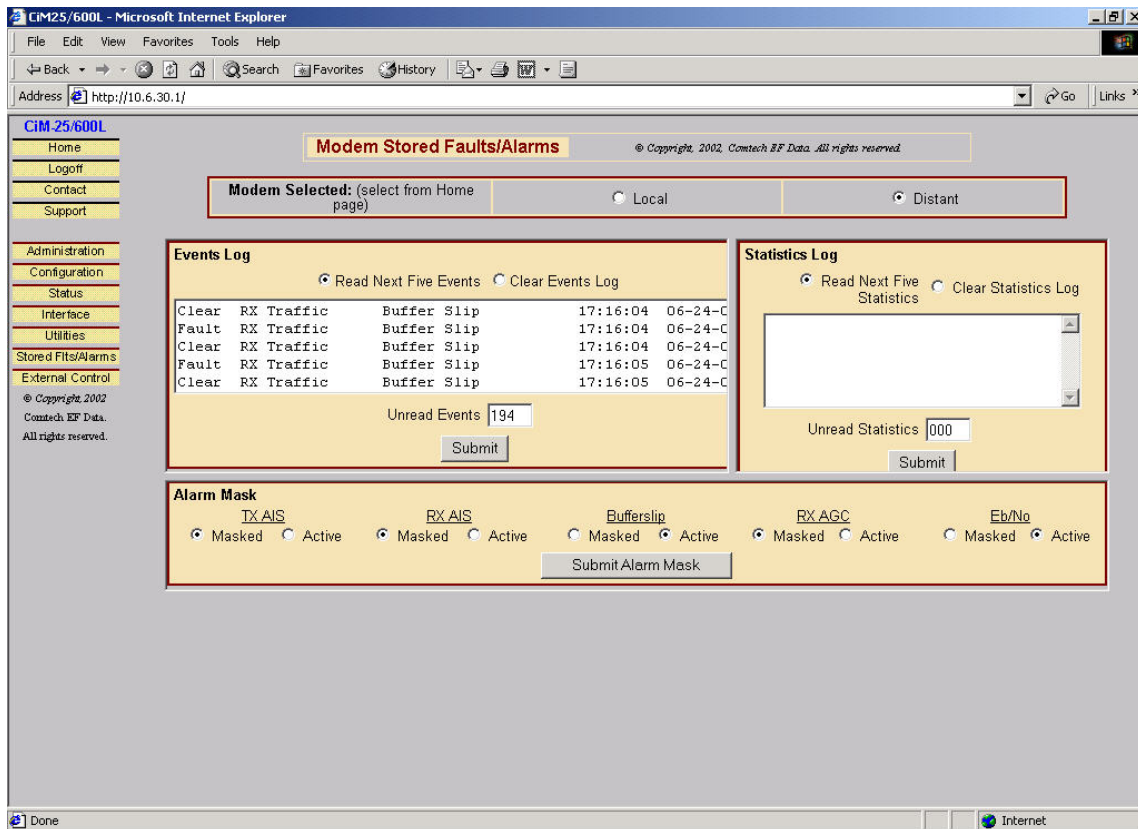 CiM25/600L - Microsoft Internet Explorer
File Edit View Favorites Tools Help
Back Search Favorites History
Address http://10.6.30.1/ Go Links »
CiM-25/600L
Home
Logoff
Contact
Support
Administration
Configuration
Status
Interface
Utilities
Stored Flts/Alarms
External Control
© Copyright, 2002
Comtech EF Data.
All rights reserved.
Modem Stored Faults/Alarms © Copyright, 2002, Comtech EF Data. All rights reserved.
Modem Selected: (select from Home
page)
Local
Distant
Events Log
Read Next Five Events Clear Events Log
Clear RX Traffic Buffer Slip 17:16:04 06-24-0
Fault RX Traffic Buffer Slip 17:16:04 06-24-0
Clear RX Traffic Buffer Slip 17:16:04 06-24-0
Fault RX Traffic Buffer Slip 17:16:05 06-24-0
Clear RX Traffic Buffer Slip 17:16:05 06-24-0
Unread Events 194
Submit
Statistics Log
Read Next Five
Statistics
Clear Statistics Log
Unread Statistics 000
Submit
Alarm Mask
TX AIS RX AIS Bufferslip RX AGC Eb/No
Masked Active Masked Active Masked Active Masked Active Masked Active
Submit Alarm Mask
Done Internet